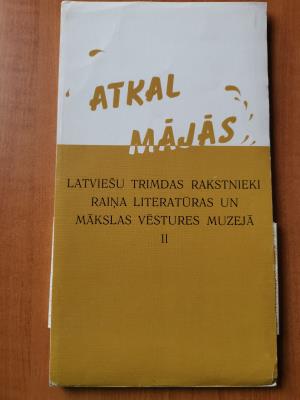 ATKAL
MĀJĀS
LATVIEŠU TRIMDAS RAKSTNIEKI
RAIŅA LITERATŪRAS UN
MĀKSLAS VĒSTURES MUZEJĀ
II